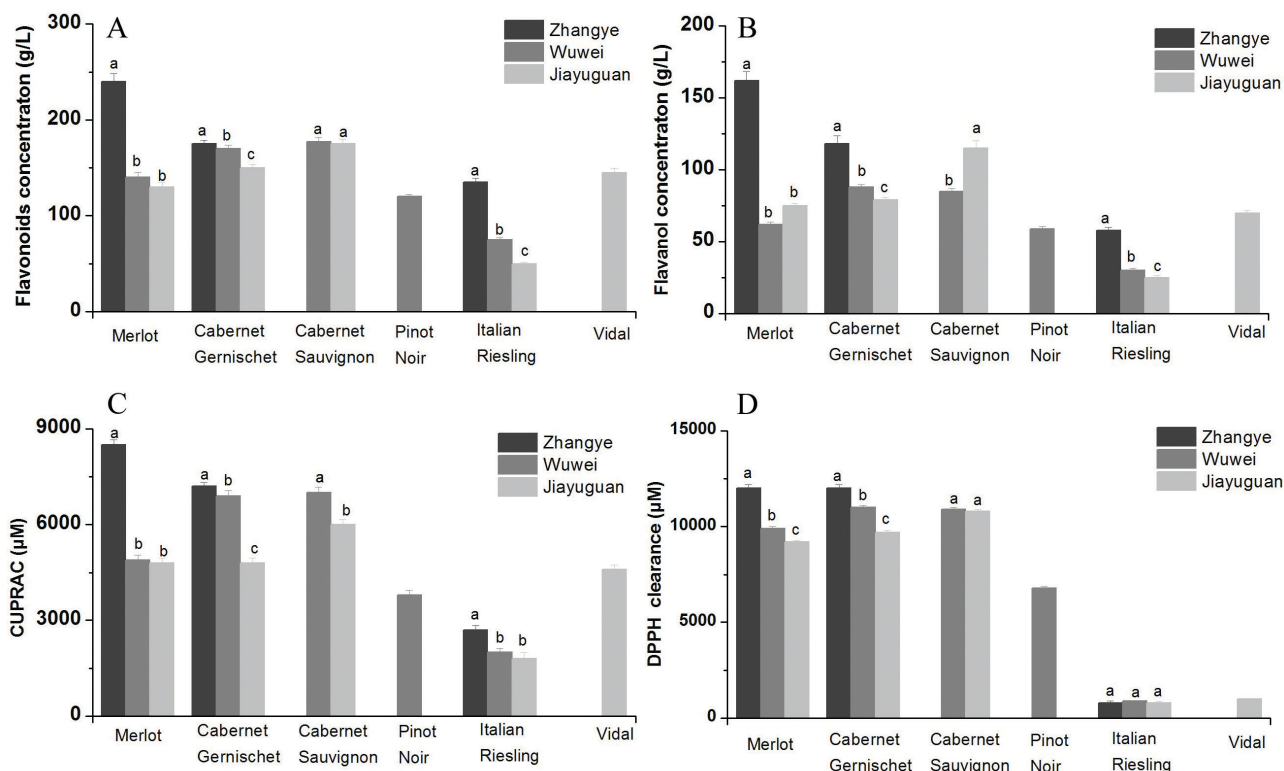 A
Flavonoids concentraton (g/L)
300
200
100
0
Zhangye
Wuwei
Jiayuguan
a
b
b
a
b
c
a
a
a
b
c
Merlot
Cabernet
Gernischet
Cabernet
Sauvignon
Pinot
Noir
Italian
Riesling
Vidal
B
Flavanol concentraton (g/L)
200
150
100
50
0
Zhangye
Wuwei
Jiayuguan
a
b
b
a
b
c
b
a
a
b
c
Merlot
Cabernet
Gernischet
Cabernet
Sauvignon
Pinot
Noir
Italian
Riesling
Vidal
C
CUPRAC (µM)
9000
6000
3000
0
Zhangye
Wuwei
Jiayuguan
a
b
b
a
b
c
a
b
a
b
b
Merlot
Cabernet
Gernischet
Cabernet
Sauvignon
Pinot
Noir
Italian
Riesling
Vidal
D
DPPH clearance (µM)
15000
10000
5000
0
Zhangye
Wuwei
Jiayuguan
a
b
c
a
b
c
a
a
a
a
a
Merlot
Cabernet
Gernischet
Cabernet
Sauvignon
Pinot
Noir
Italian
Riesling
Vidal